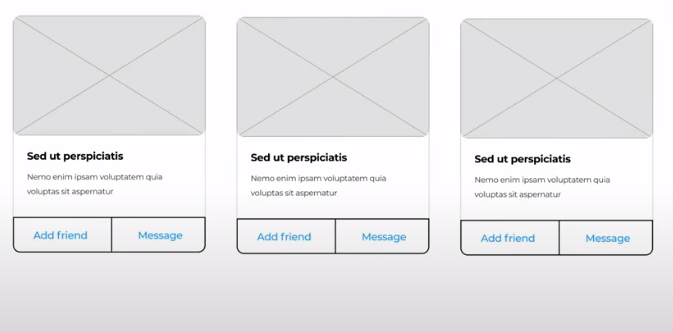 Sed ut perspiciatis
Nemo enim ipsam voluptatem quia
voluptas sit aspernatur
Add friend
Message
Sed ut perspiciatis
Nemo enim ipsam voluptatem quia
voluptas sit aspernatur
Add friend
Message
Sed ut perspiciatis
Nemo enim ipsam voluptatem quia
voluptas sit aspernatur
Add friend
Message